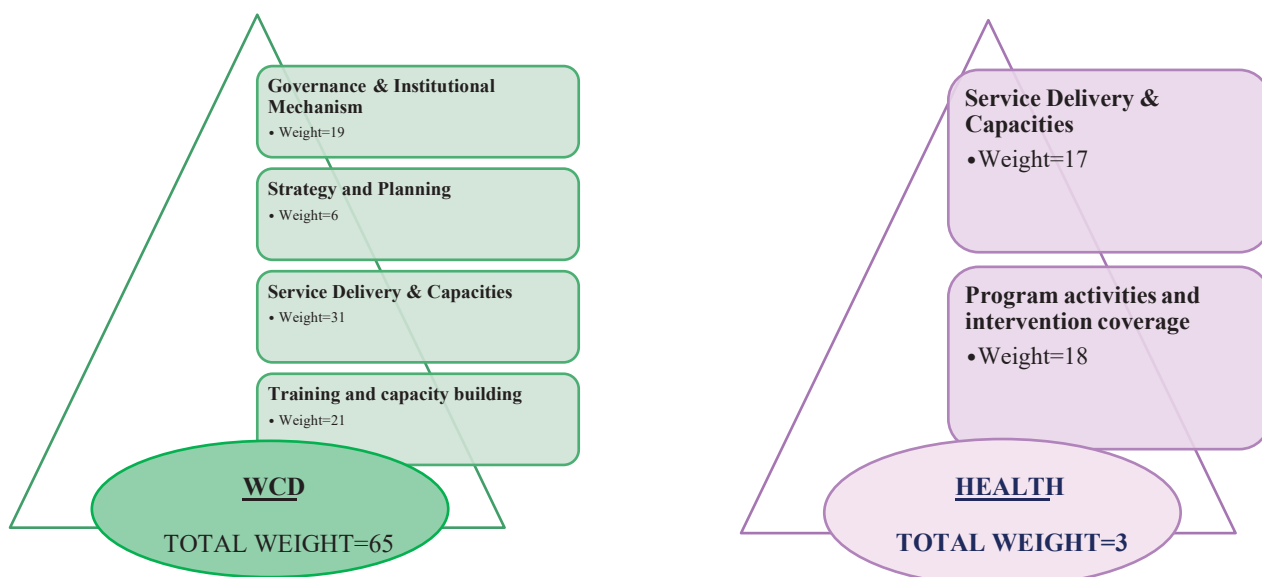 Governance & Institutional
Mechanism
• Weight=19
Strategy and Planning
• Weight=6
Service Delivery & Capacities
• Weight=31
Training and capacity building
• Weight=21
WCD
TOTAL WEIGHT=65
Service Delivery &
Capacities
•Weight=17
Program activities and
intervention coverage
•Weight=18
HEALTH
TOTAL WEIGHT=3